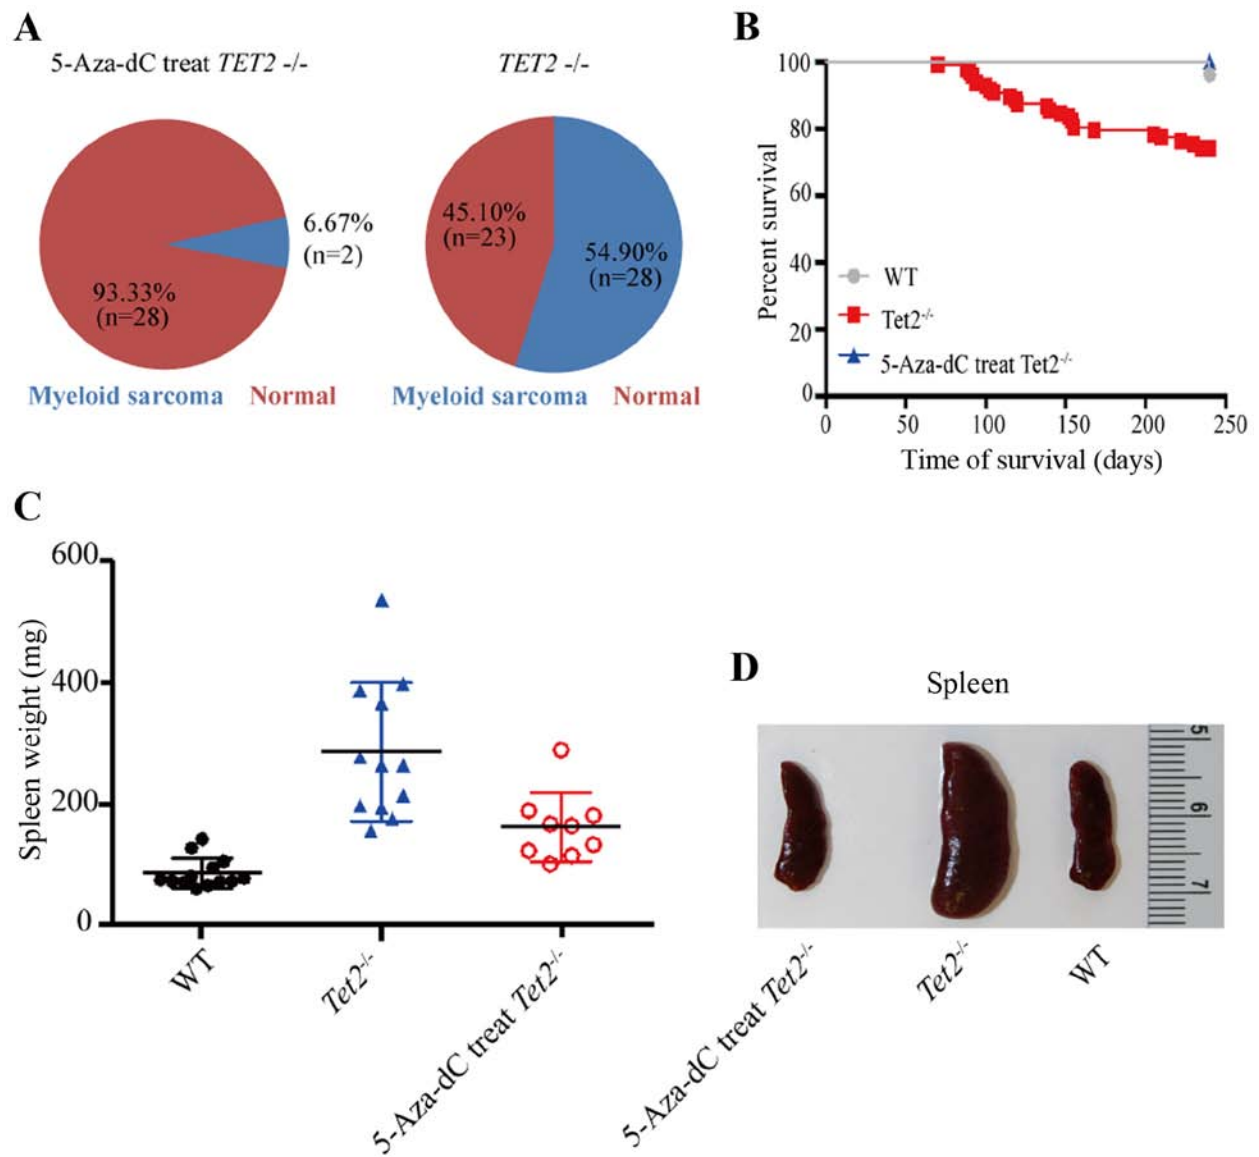 A
5-Aza-dC treat TET2 -/-
TET2 -/-
6.67%
(n=2)
93.33%
(n=28)
45.10%
(n=23)
54.90%
(n=28)
Myeloid sarcoma Normal
Myeloid sarcoma Normal
B
Percent survival
100
80
60
40
20
0
WT
Tet2-/-
5-Aza-dC treat Tet2-/-
0 50 100 150 200 250
Time of survival (days)
C
Spleen weight (mg)
600
400
200
0
WT
Tet2-/-
5-Aza-dC treat Tet2-/-
D
Spleen
5
6
7
5-Aza-dC treat Tet2-/-
Tet2-/-
WT